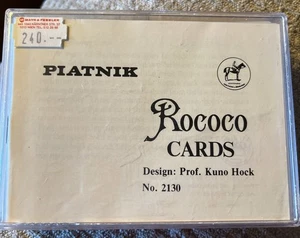 240.-
PIATNIK
Rococo
CARDS
Design: Prof. Kuno Hock
No. 2130